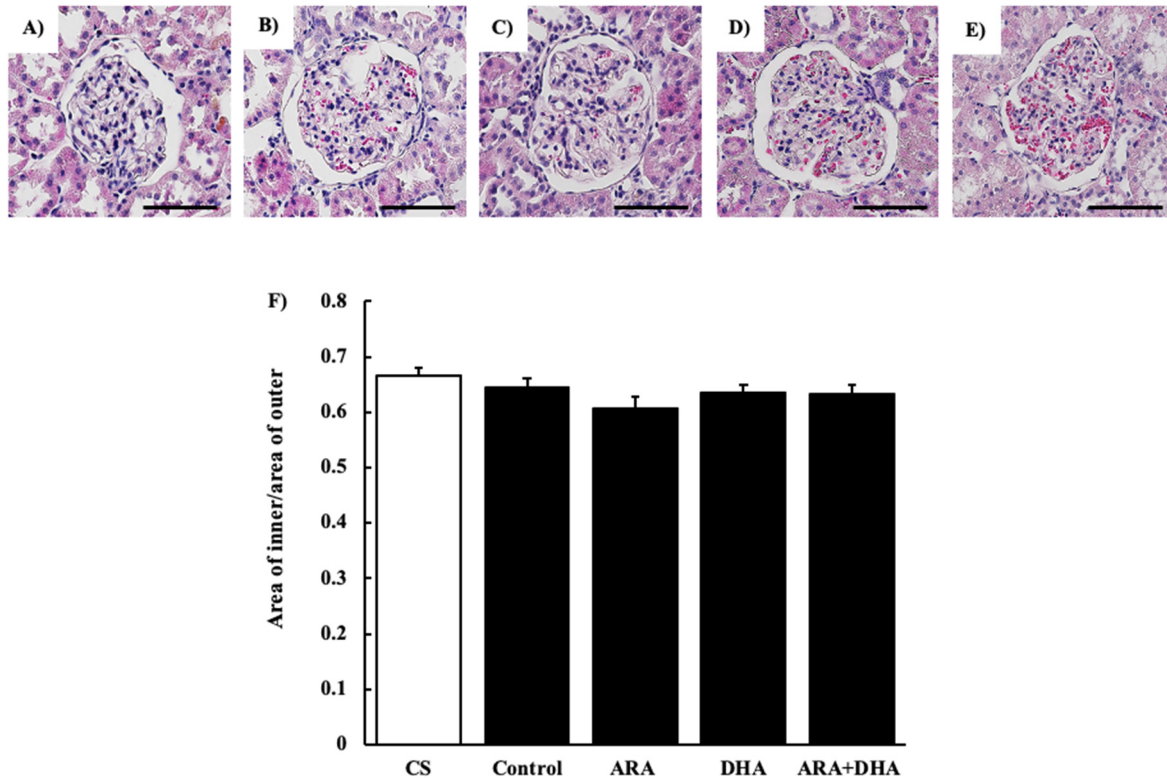 A)
B)
C)
D)
E)
F)
Area of inner/area of outer
0.8
0.7
0.6
0.5
0.4
0.3
0.2
0.1
0
CS Control ARA DHA ARA+DHA